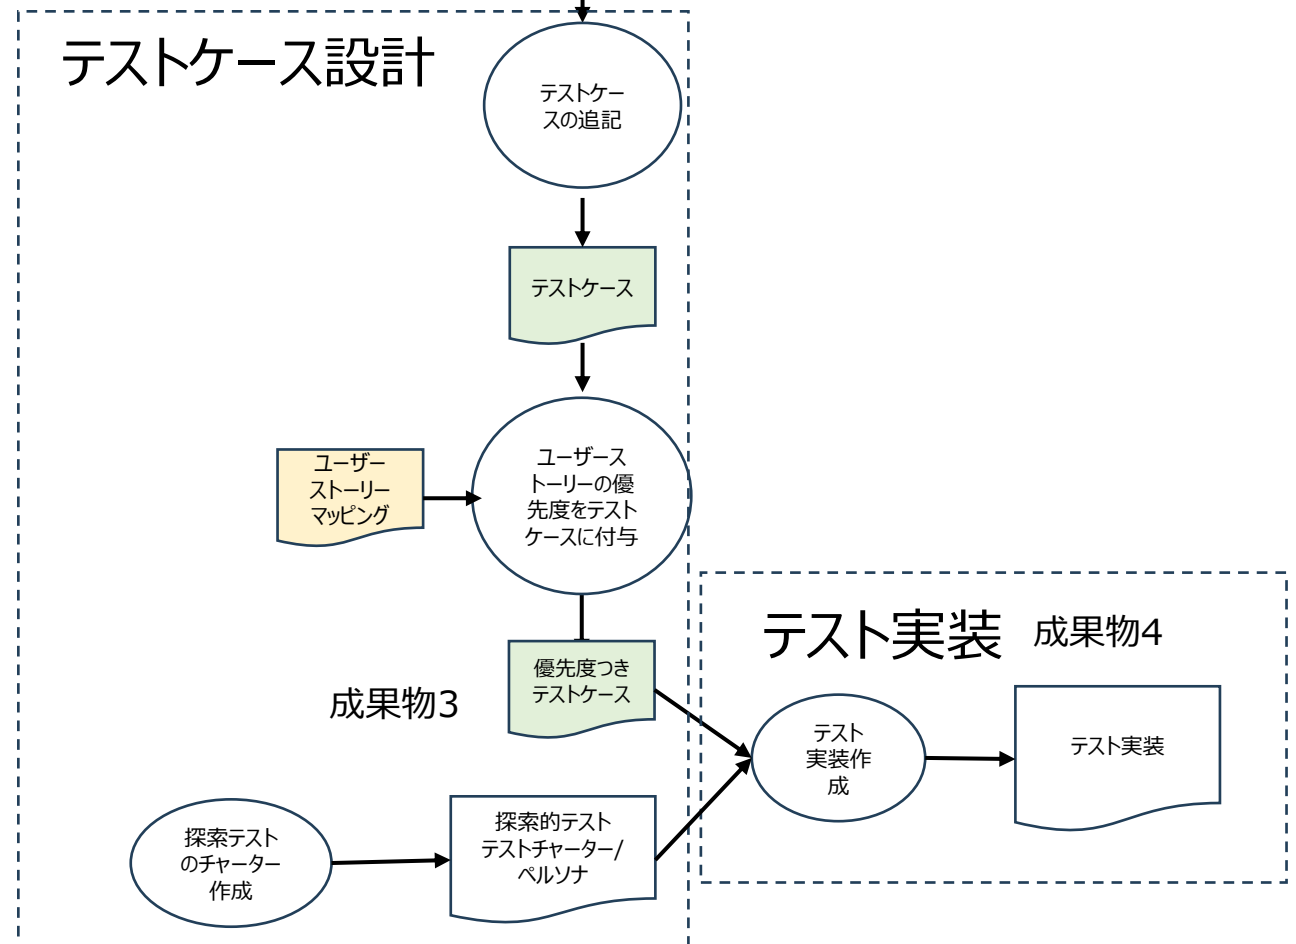 テストケース設計
テストケー
スの追記
テストケース
ユーザー
ストーリー
マッピング
ユーザース
トーリーの優
先度をテスト
ケースに付与
テスト実装
成果物4
優先度つき
テストケース
成果物3
テスト
実装作
成
テスト実装
探索テスト
のチャーター
作成
探索的テスト
テストチャーター/
ペルソナ